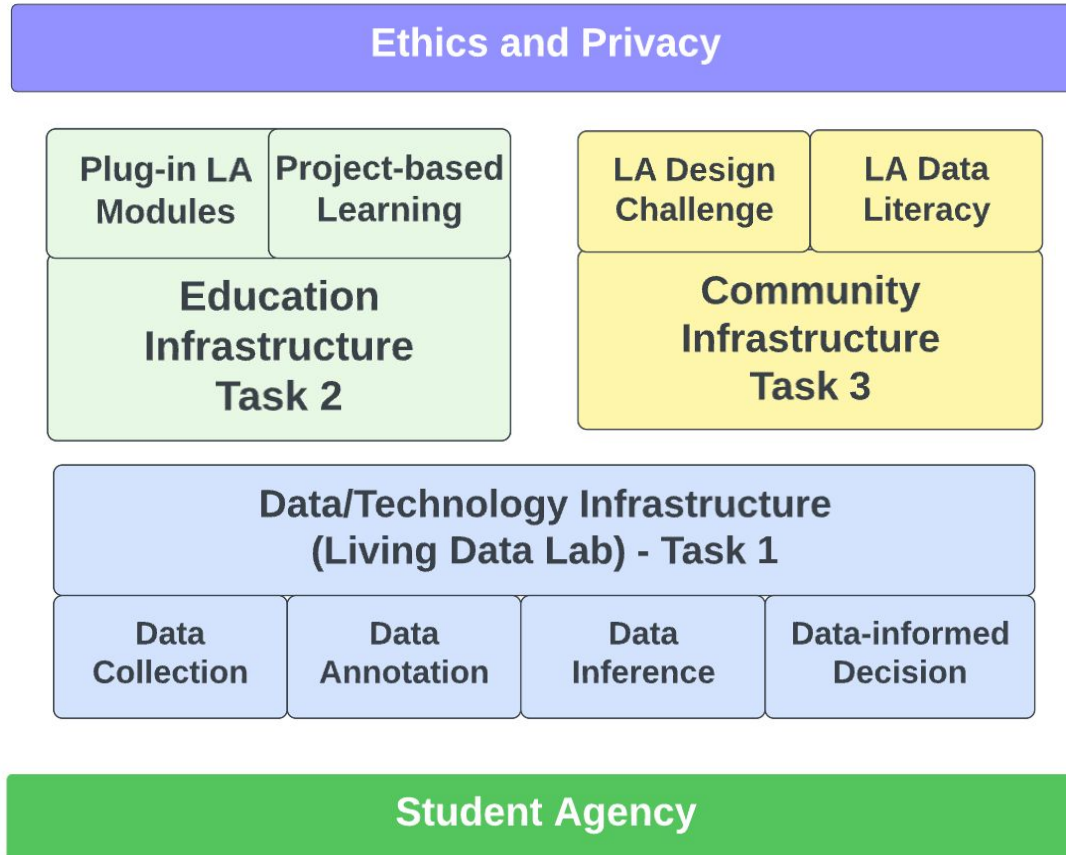 Ethics and Privacy
Plug-in LA
Modules
Project-based
Learning
LA Design
Challenge
LA Data
Literacy
Education
Infrastructure
Task 2
Community
Infrastructure
Task 3
Data/Technology Infrastructure
(Living Data Lab) - Task 1
Data
Collection
Data
Annotation
Data
Inference
Data-informed
Decision
Student Agency